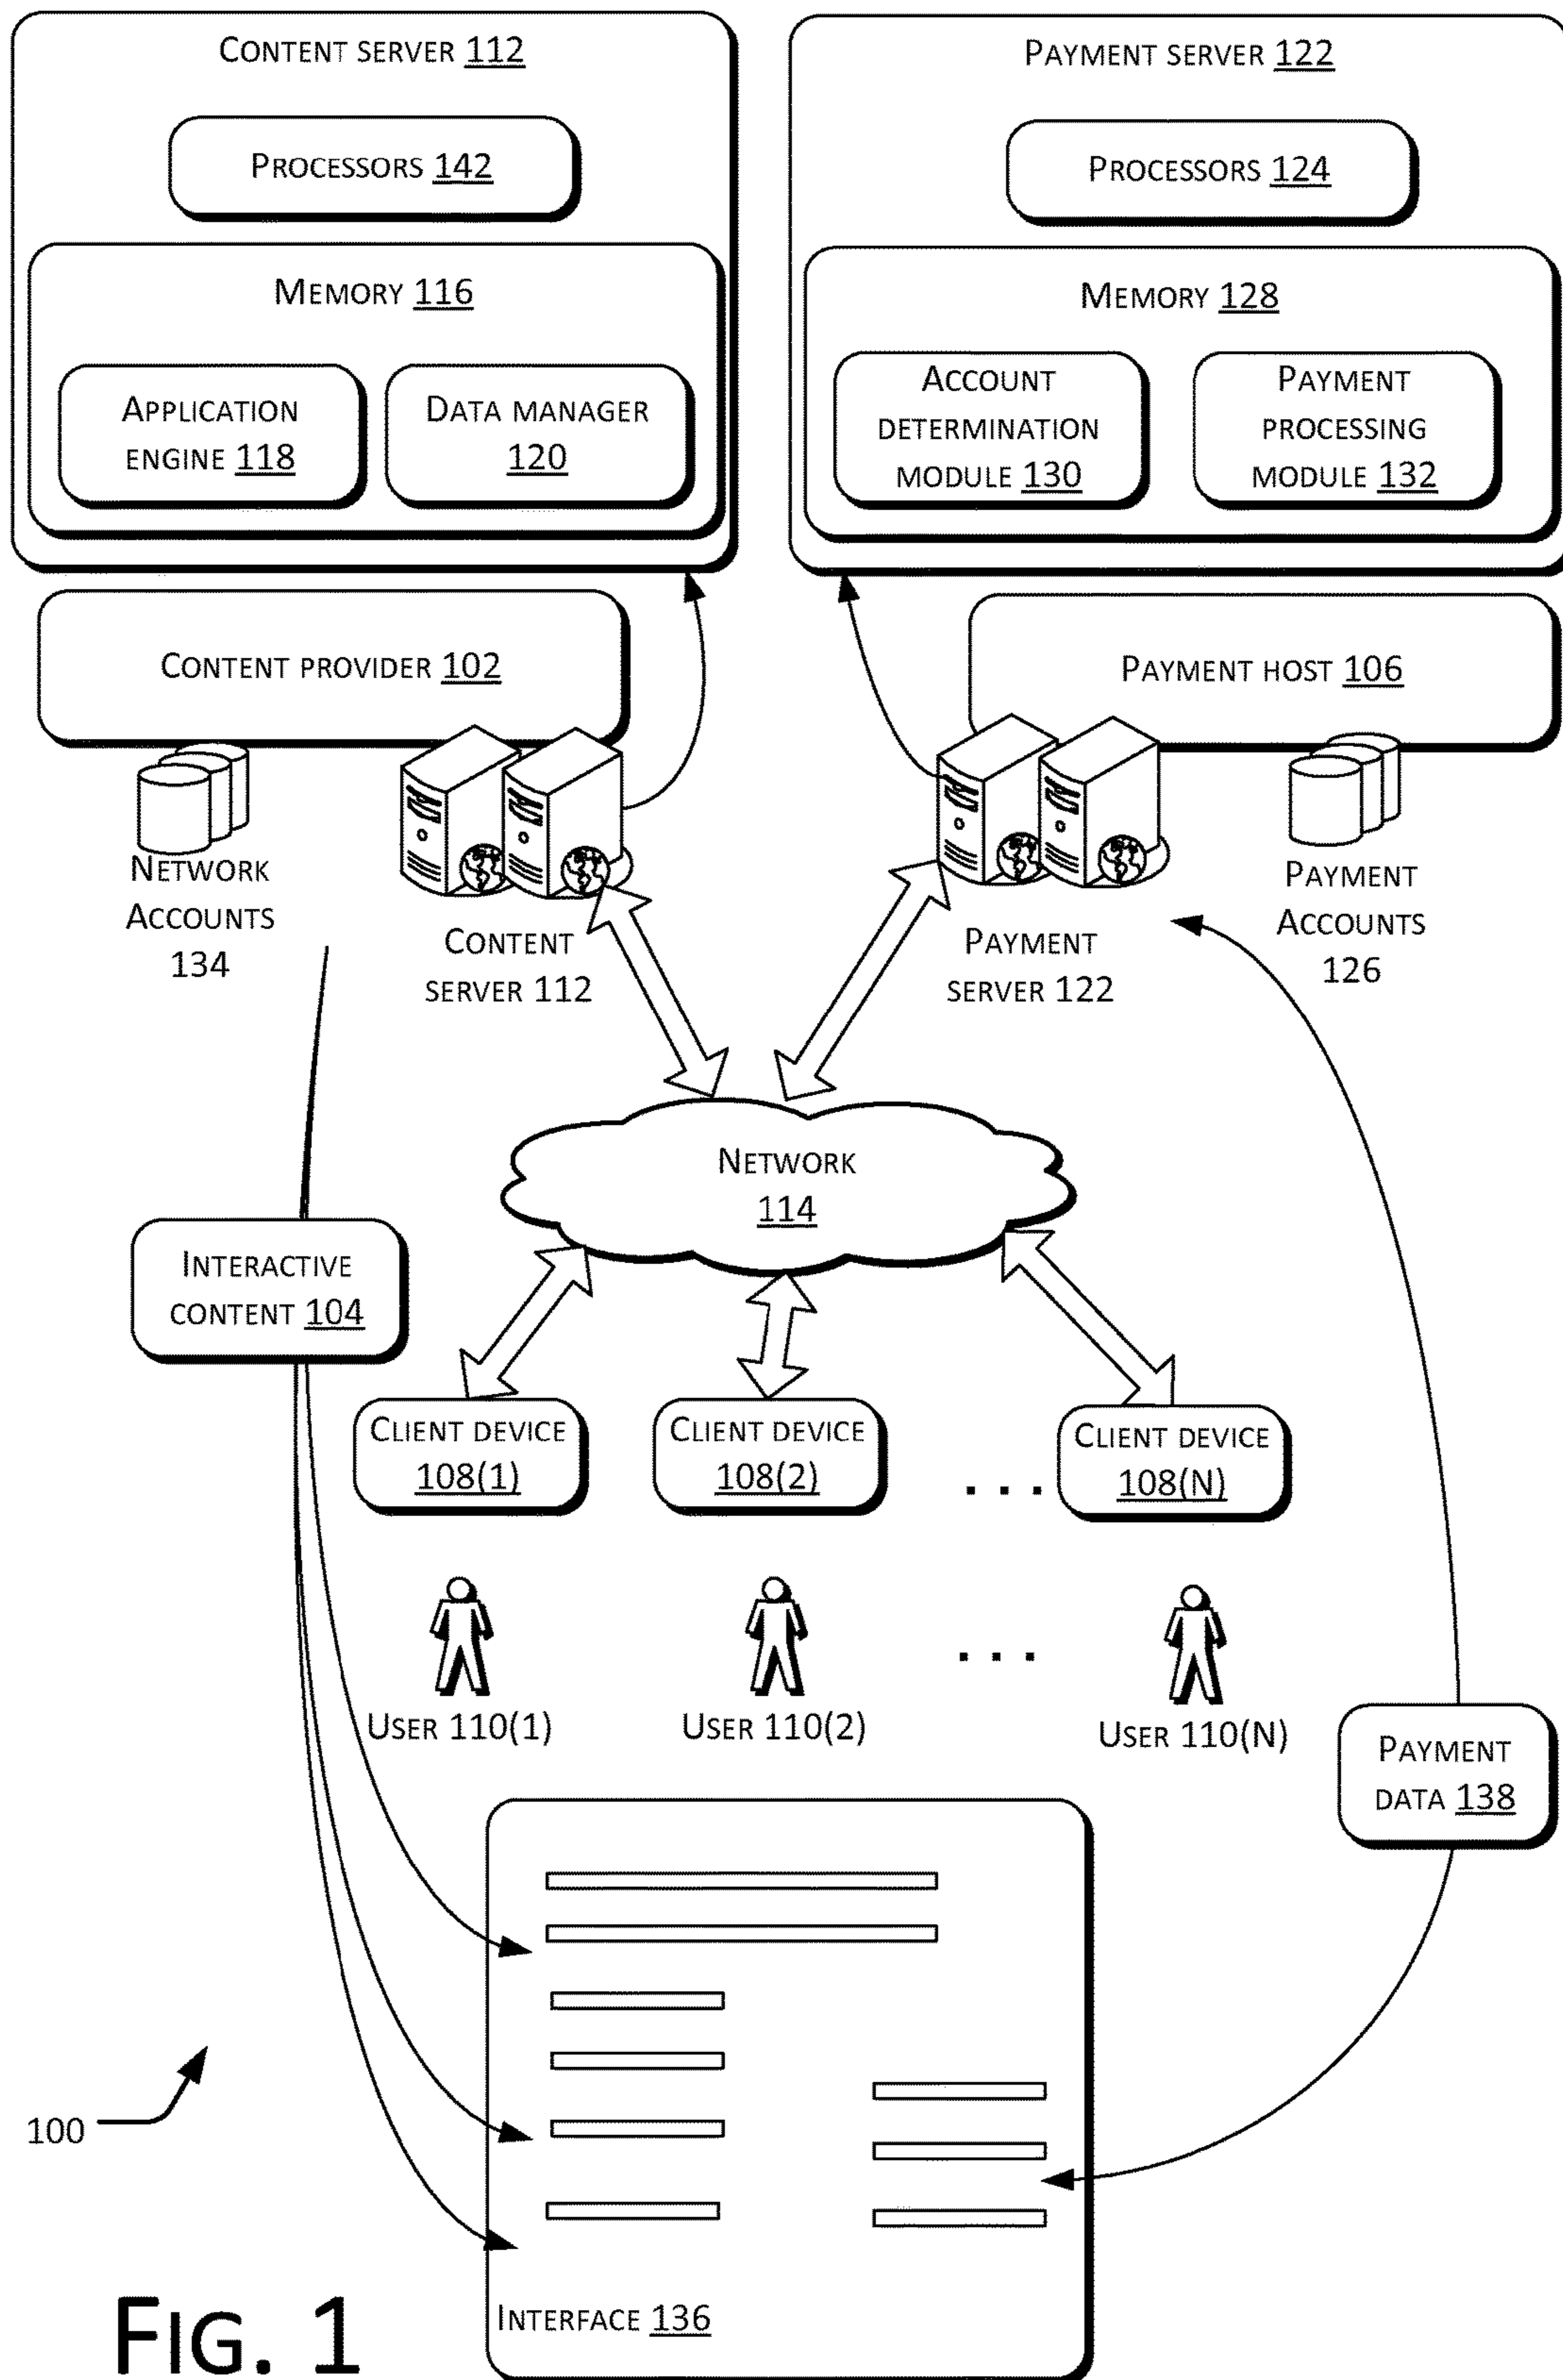 CONTENT SERVER 112
PROCESSORS 142
MEMORY 116
APPLICATION
ENGINE 118
DATA MANAGER
120
PAYMENT SERVER 122
PROCESSORS 124
MEMORY 128
ACCOUNT
DETERMINATION
MODULE 130
PAYMENT
PROCESSING
MODULE 132
CONTENT PROVIDER 102
PAYMENT HOST 106
NETWORK
ACCOUNTS
134
CONTENT
SERVER 112
PAYMENT
SERVER 122
PAYMENT
ACCOUNTS
126
NETWORK
114
INTERACTIVE
CONTENT 104
CLIENT DEVICE
108(1)
CLIENT DEVICE
108(2)
. . .
CLIENT DEVICE
108(N)
USER 110(1)
USER 110(2)
. . .
USER 110(N)
PAYMENT
DATA 138
100
INTERFACE 136
FIG. 1